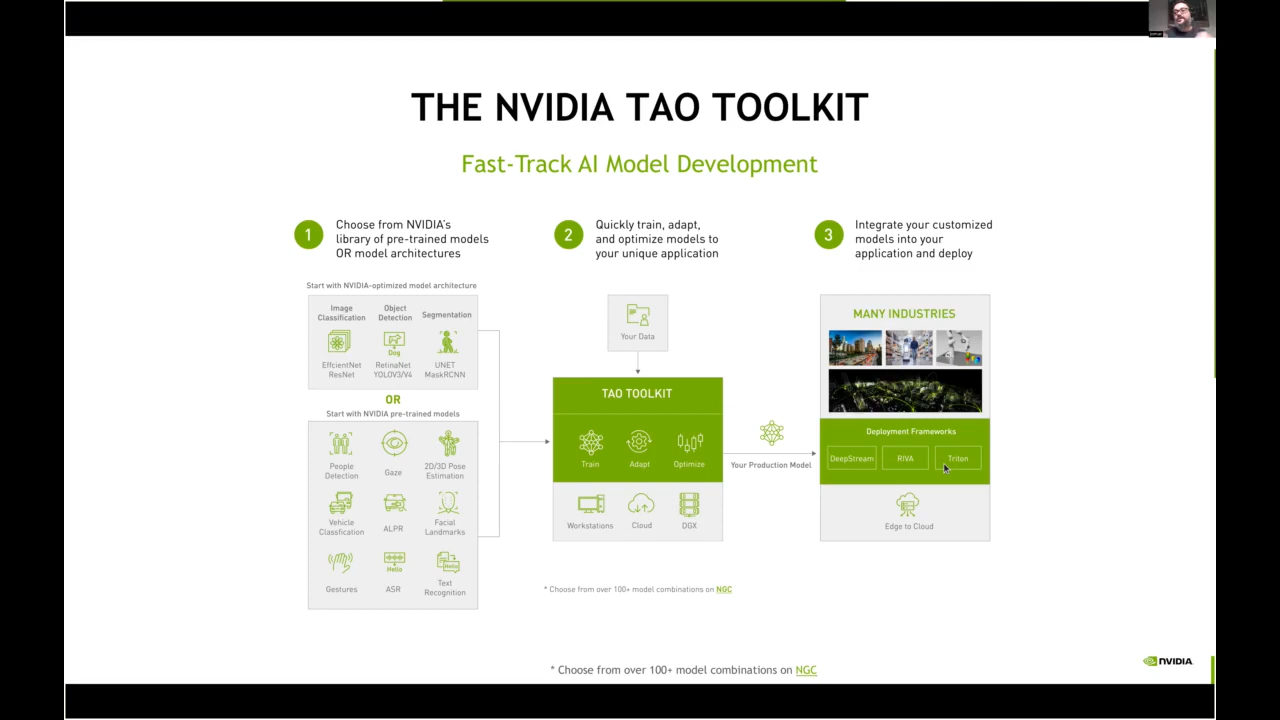 THE NVIDIA TAO TOOLKIT
Fast-Track AI Model Development
1
Choose from NVIDIA's
library of pre-trained models
OR model architectures
Start with NVIDIA-optimized model architecture
Image
Classification
Object
Detection
Segmentation
Dog
EffcientNet
ResNet
RetinaNet
YOLOV3/V4
UNET
MaskRCNN
OR
Start with NVIDIA pre-trained models
People
Detection
Gaze
2D/3D Pose
Estimation
Vehicle
Classfication
ALPR
Facial
Landmarks
Hello
Hello
Gestures
ASR
Text
Recognition
2
Quickly train, adapt,
and optimize models to
your unique application
Your Data
TAO TOOLKIT
Train
Adapt
Optimize
Workstations
Cloud
DGX
* Choose from over 100+ model combinations on NGC
Your Production Model
3
Integrate your customized
models into your
application and deploy
MANY INDUSTRIES
Deployment Frameworks
DeepStream
RIVA
Triton
Edge to Cloud
* Choose from over 100+ model combinations on NGC
NVIDIA